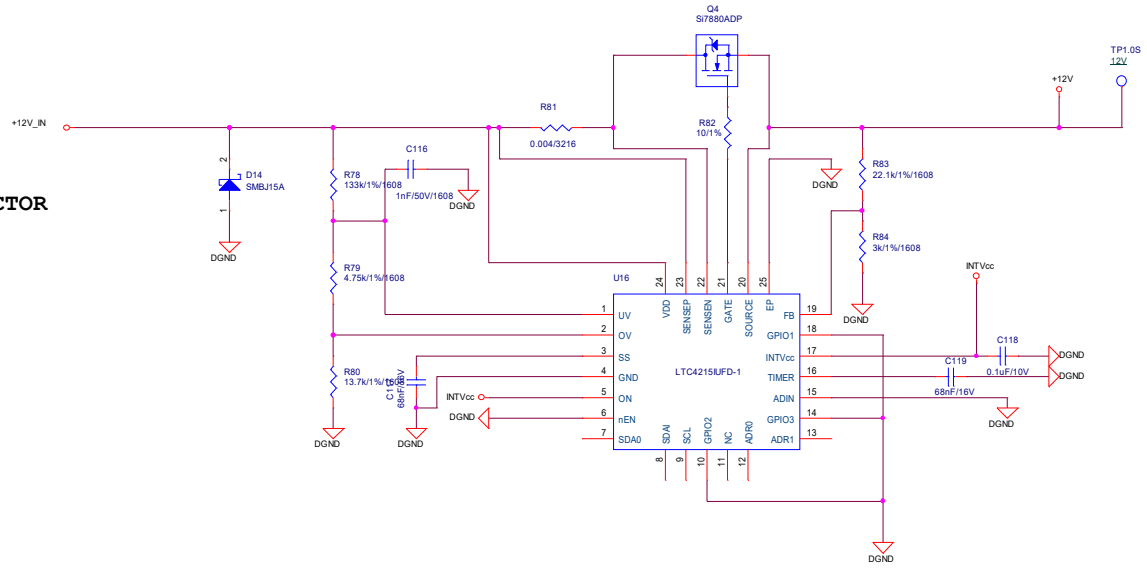 Q4
Si7880ADP
TP1.0S
12V
+12V
+12V_IN
R81
0.004/3216
R82
10/1%
C116
1nF/50V/1608
DGND
D14
SMBJ15A
2
1
DGND
R78
133k/1%/1608
R83
22.1k/1%/1608
DGND
CTOR
R84
3k/1%/1608
DGND
R79
4.75k/1%/1608
INTVcc
U16
24
23
22
21
20
25
VDD
SENSEP
SENSEN
GATE
SOURCE
EP
1
UV
FB
19
2
OV
GPIO1
18
3
SS
INTVcc
17
4
GND
TIMER
16
5
ON
ADIN
15
6
nEN
GPIO3
14
7
SDA0
ADR1
13
LTC4215IUFD-1
SDAI
SCL
GPIO2
NC
ADR0
8
9
10
11
12
C118
0.1uF/10V
DGND
C119
68nF/16V
DGND
DGND
R80
13.7k/1%/1608
68nF/16V
INTVcc
DGND
DGND
DGND
DGND